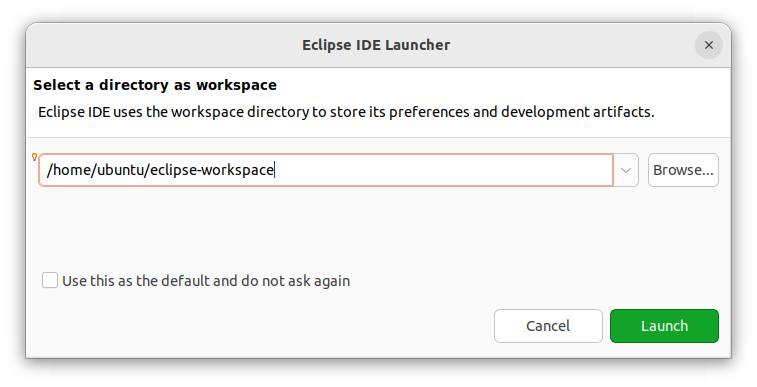 Eclipse IDE Launcher
Select a directory as workspace
Eclipse IDE uses the workspace directory to store its preferences and development artifacts.
/home/ubuntu/eclipse-workspace
Browse...
Use this as the default and do not ask again
Cancel
Launch